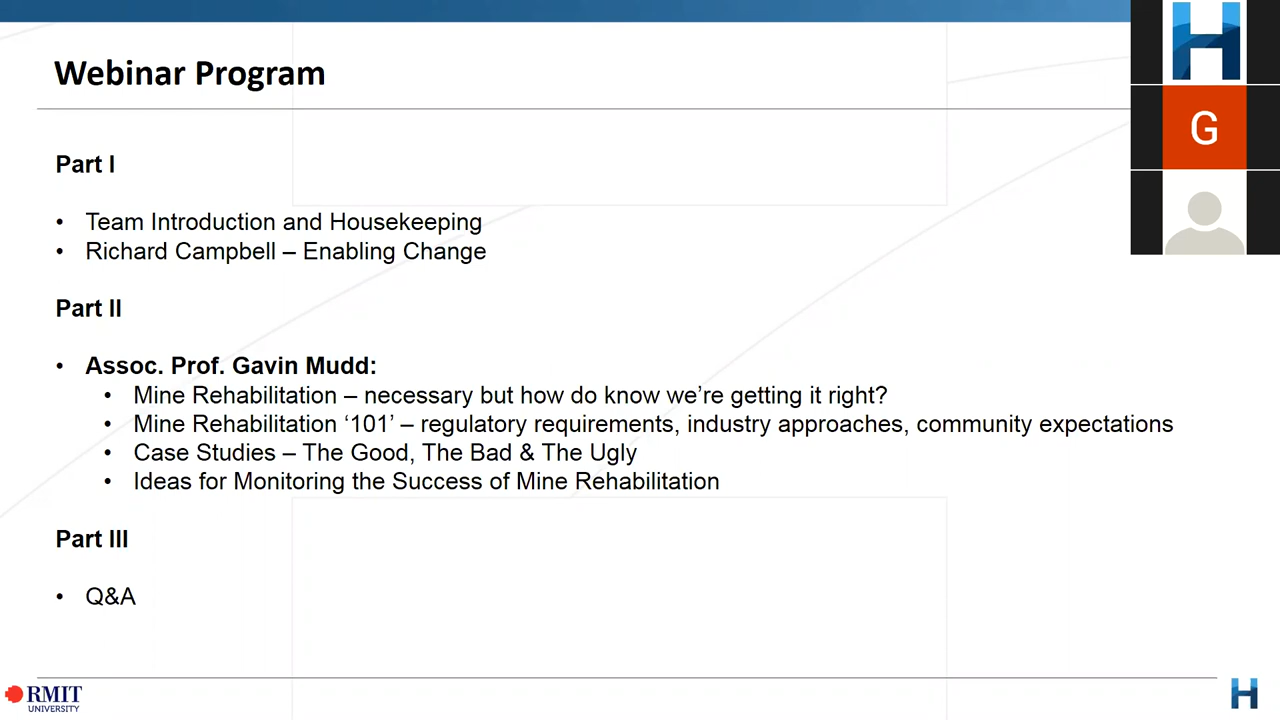 Webinar Program
G
Part I
• Team Introduction and Housekeeping
• Richard Campbell – Enabling Change
Part II
• Assoc. Prof. Gavin Mudd:
• Mine Rehabilitation – necessary but how do know we’re getting it right?
• Mine Rehabilitation ‘101’ – regulatory requirements, industry approaches, community expectations
• Case Studies – The Good, The Bad & The Ugly
• Ideas for Monitoring the Success of Mine Rehabilitation
Part III
• Q&A
RMIT
UNIVERSITY